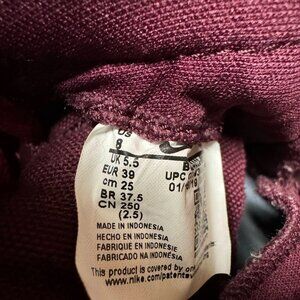 US
8
UK 5.5
EUR 39
cm 25
BR 37.5
CN 250
(2.5)
UPC
MADE IN INDONESIA
HECHO EN INDONESIA
FABRIQUE EN INDONESIE
FABRICADO NA INDONÉSIA
This product is covered by
www.nike.com/patents